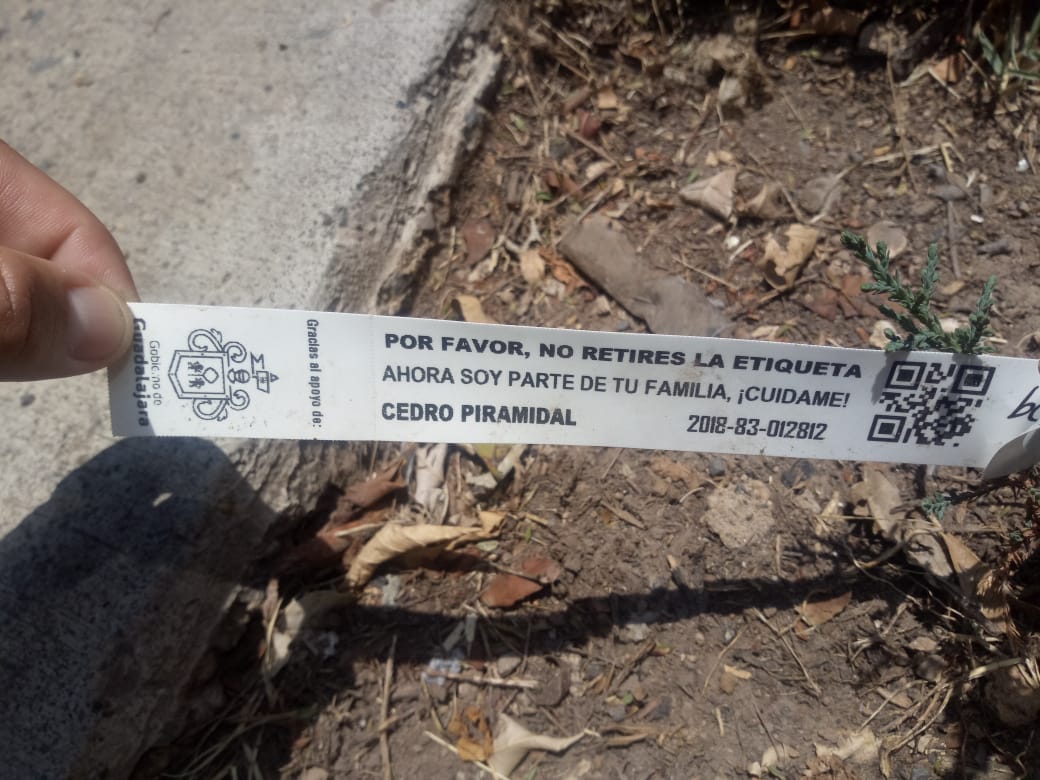 Gobierno de
Guadalajara
Gracias al apoyo de:
POR FAVOR, NO RETIRES LA ETIQUETA
AHORA SOY PARTE DE TU FAMILIA, ¡CUIDAME!
CEDRO PIRAMIDAL
2018-83-012812